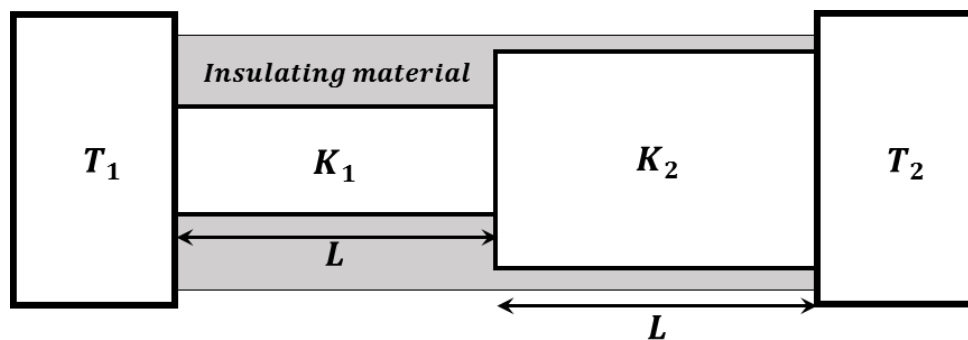 Insulating material
T₁
K₁
K₂
T₂
L
L